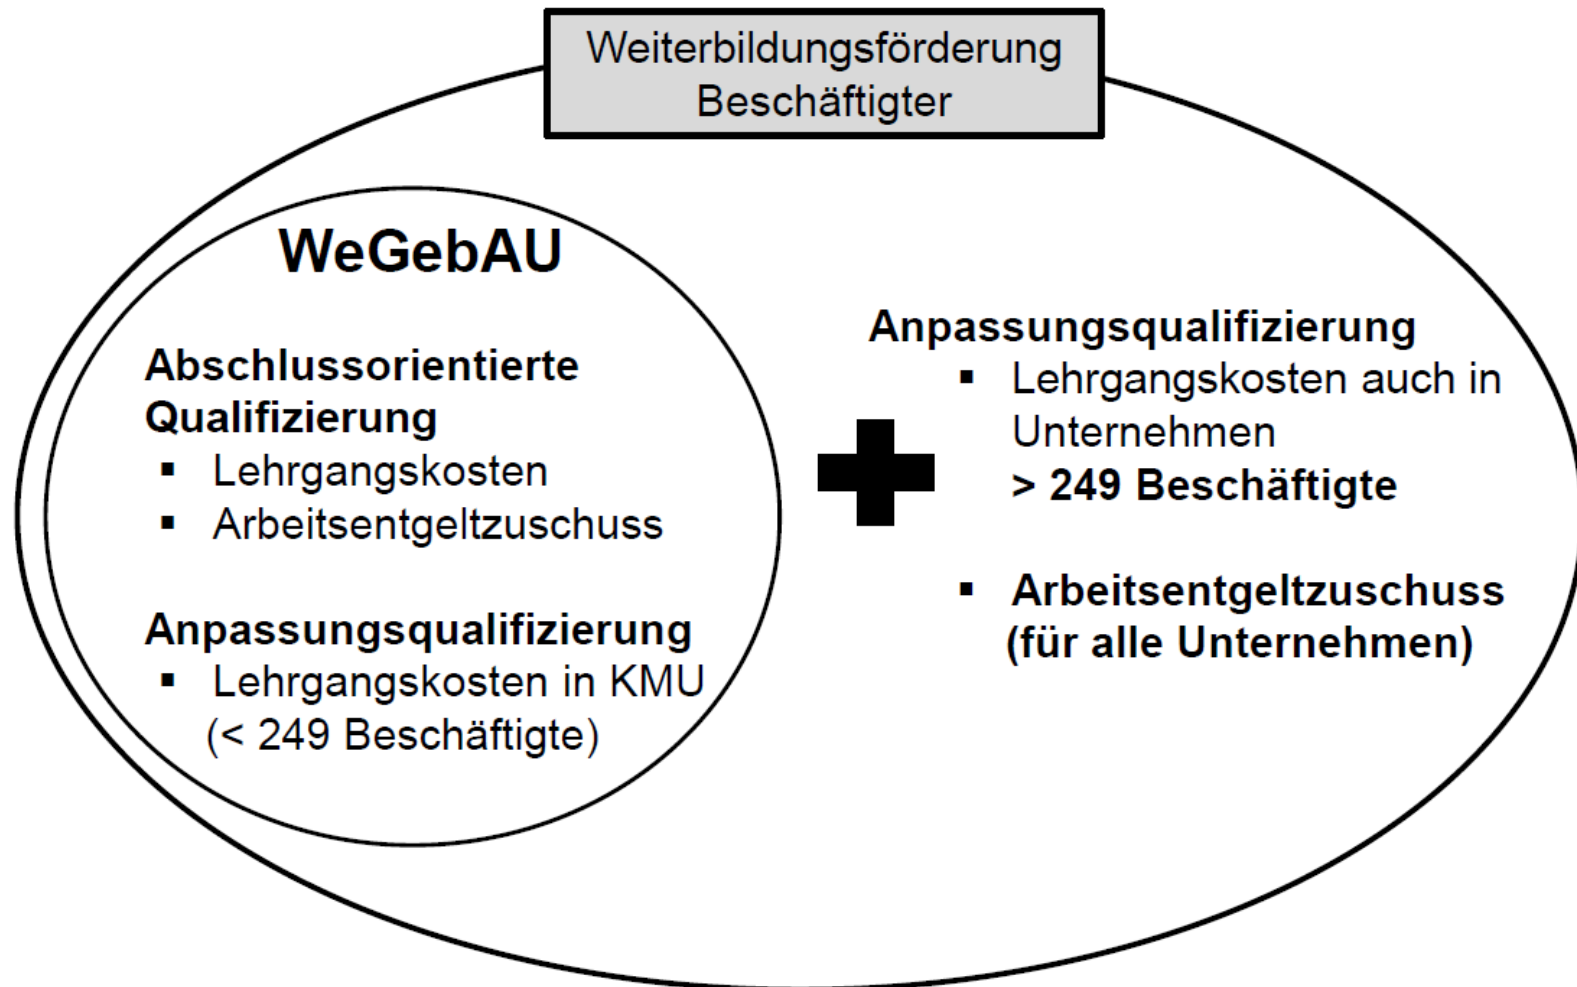 Weiterbildungsförderung
Beschäftigter
WeGebAU
Abschlussorientierte
Qualifizierung
▪ Lehrgangskosten
▪ Arbeitsentgeltzuschuss
Anpassungsqualifizierung
▪ Lehrgangskosten in KMU
(< 249 Beschäftigte)
Anpassungsqualifizierung
▪ Lehrgangskosten auch in
Unternehmen
> 249 Beschäftigte
▪ Arbeitsentgeltzuschuss
(für alle Unternehmen)